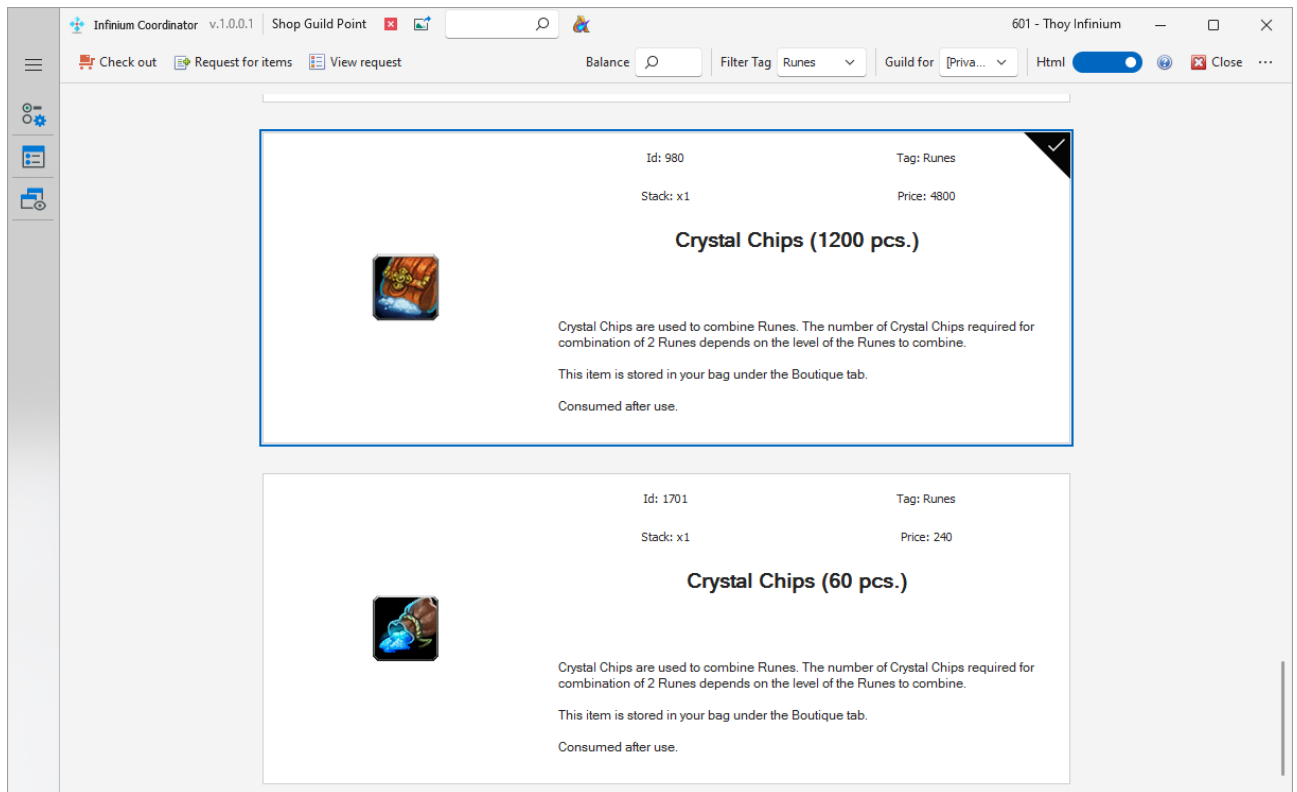 Infinium Coordinator v.1.0.0.1 Shop Guild Point 601 - Thoy Infinium
Check out Request for items View request Balance Filter Tag Runes Guild for [Priva... Html Close
Id: 980 Tag: Runes
Stack: x1 Price: 4800
Crystal Chips (1200 pcs.)
Crystal Chips are used to combine Runes. The number of Crystal Chips required for
combination of 2 Runes depends on the level of the Runes to combine.
This item is stored in your bag under the Boutique tab.
Consumed after use.
Id: 1701 Tag: Runes
Stack: x1 Price: 240
Crystal Chips (60 pcs.)
Crystal Chips are used to combine Runes. The number of Crystal Chips required for
combination of 2 Runes depends on the level of the Runes to combine.
This item is stored in your bag under the Boutique tab.
Consumed after use.